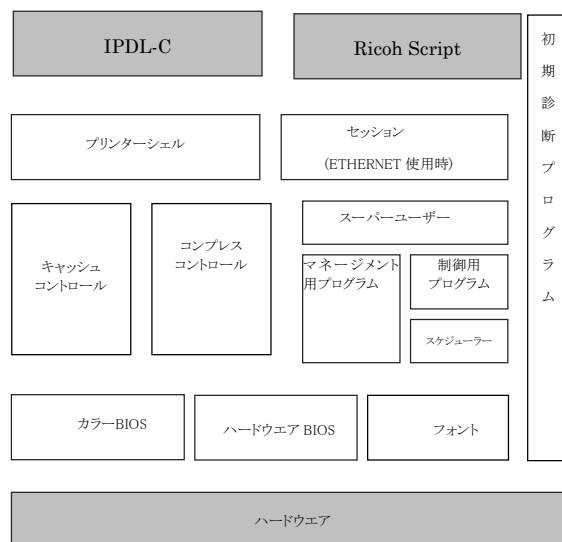 IPDL-C
Ricoh Script
初期診断プログラム
プリンターシェル
セッション
(ETHERNET 使用時)
キャッシュ
コントロール
コンプレス
コントロール
スーパーユーザー
マネージメント
用プログラム
制御用
プログラム
スケジューラー
カラーBIOS
ハードウエア BIOS
フォント
ハードウエア